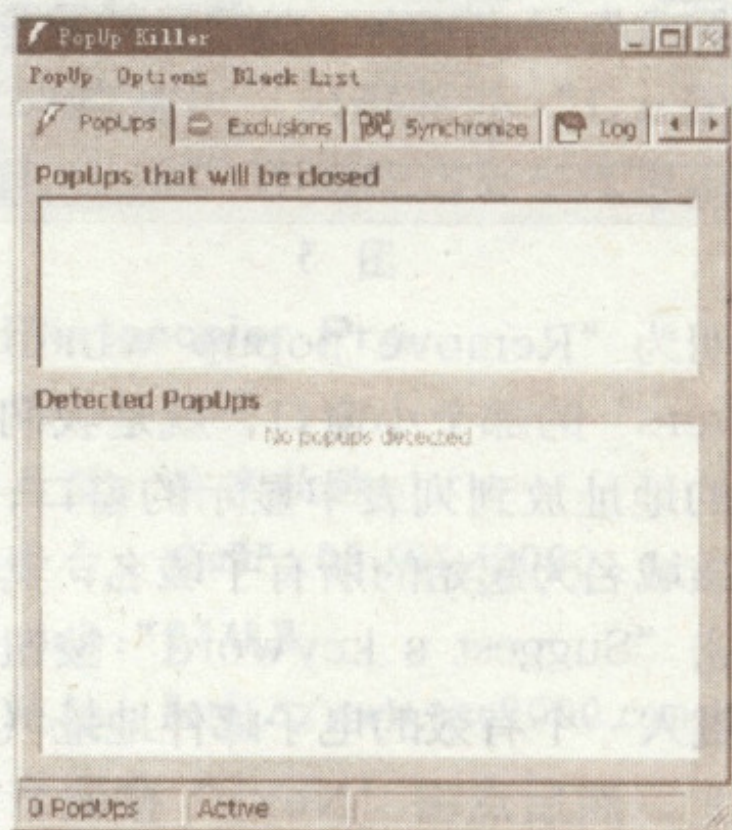 PopUp Killer
PopUp Options Black List
PopUps Exclusions Synchronize Log
PopUps that will be closed
Detected PopUps
No popups detected
0 PopUps Active